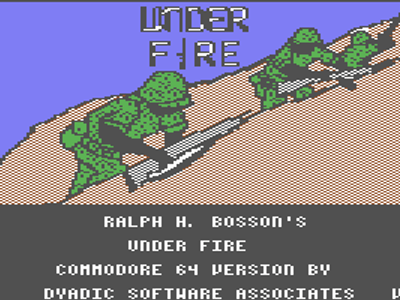 UNDER
FIRE
RALPH H. BOSSON'S
UNDER FIRE
COMMODORE 64 VERSION BY
DYADIC SOFTWARE ASSOCIATES